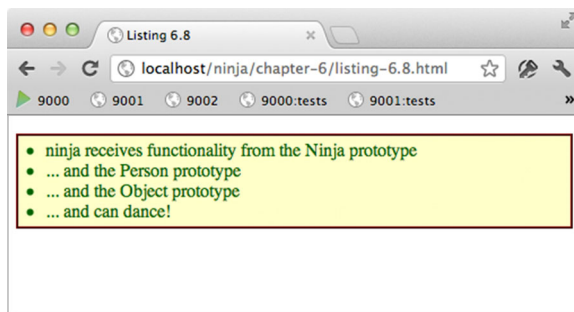 Listing 6.8
localhost/ninja/chapter-6/listing-6.8.html
9000 9001 9002 9000:tests 9001:tests
ninja receives functionality from the Ninja prototype
... and the Person prototype
... and the Object prototype
... and can dance!